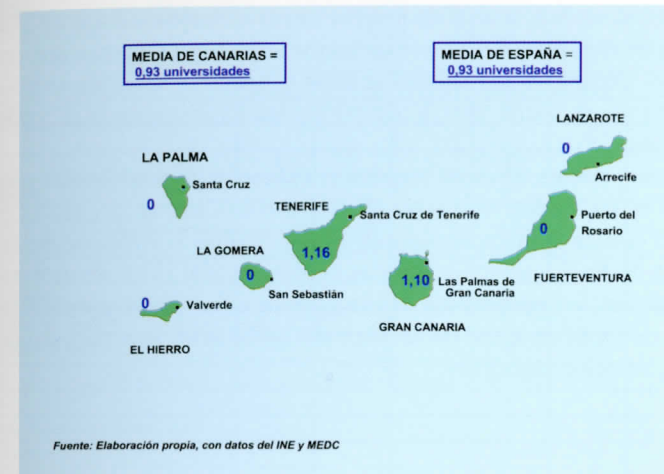 MEDIA DE CANARIAS =
0,93 universidades
MEDIA DE ESPAÑA =
0,93 universidades
LANZAROTE
0
Arrecife
LA PALMA
Santa Cruz
0
TENERIFE
Santa Cruz de Tenerife
1,16
Puerto del
Rosario
0
FUERTEVENTURA
LA GOMERA
0
San Sebastián
1,10
Las Palmas de
Gran Canaria
GRAN CANARIA
0
Valverde
EL HIERRO
Fuente: Elaboración propia, con datos del INE y MEDC